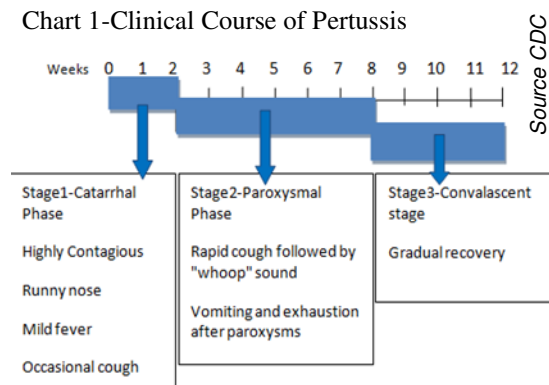 Chart 1-Clinical Course of Pertussis
Source CDC
Weeks 0 1 2 3 4 5 6 7 8 9 10 11 12
Stage1-Catarrhal
Phase
Highly Contagious
Runny nose
Mild fever
Occasional cough
Stage2-Paroxysmal
Phase
Rapid cough followed by
"whoop" sound
Vomiting and exhaustion
after paroxysms
Stage3-Convalascent
stage
Gradual recovery